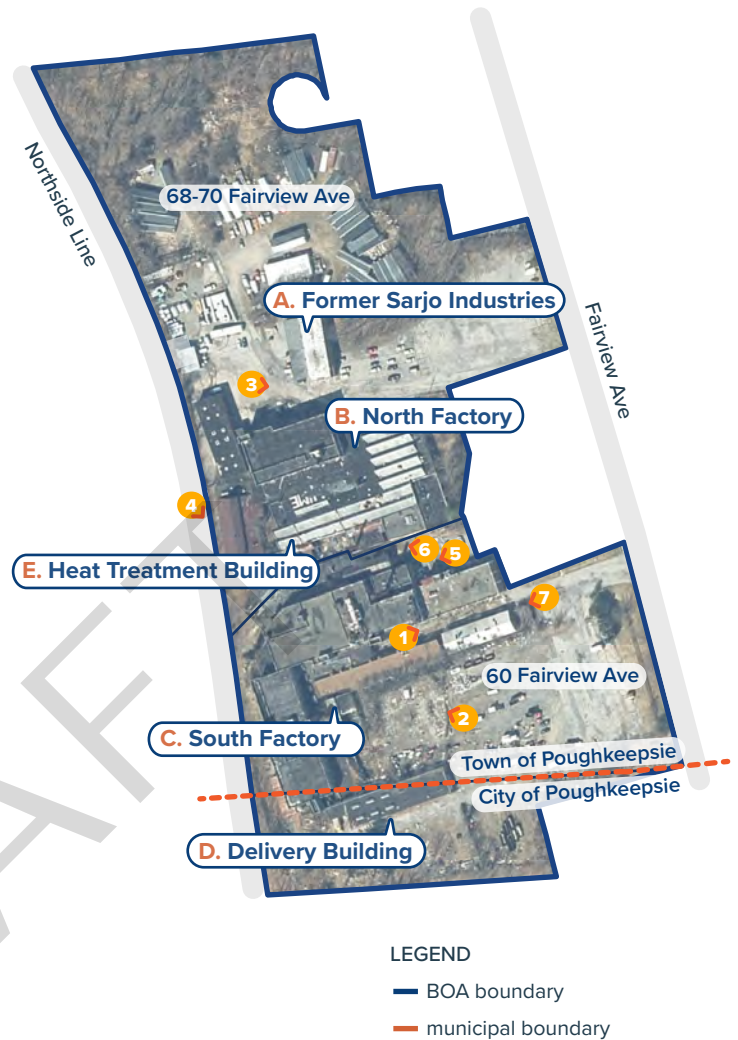 Northside Line
68-70 Fairview Ave
A. Former Sarjo Industries
Fairview Ave
3
B. North Factory
4
6
5
E. Heat Treatment Building
7
1
60 Fairview Ave
2
C. South Factory
Town of Poughkeepsie
City of Poughkeepsie
D. Delivery Building
AFT
LEGEND
BOA boundary
municipal boundary